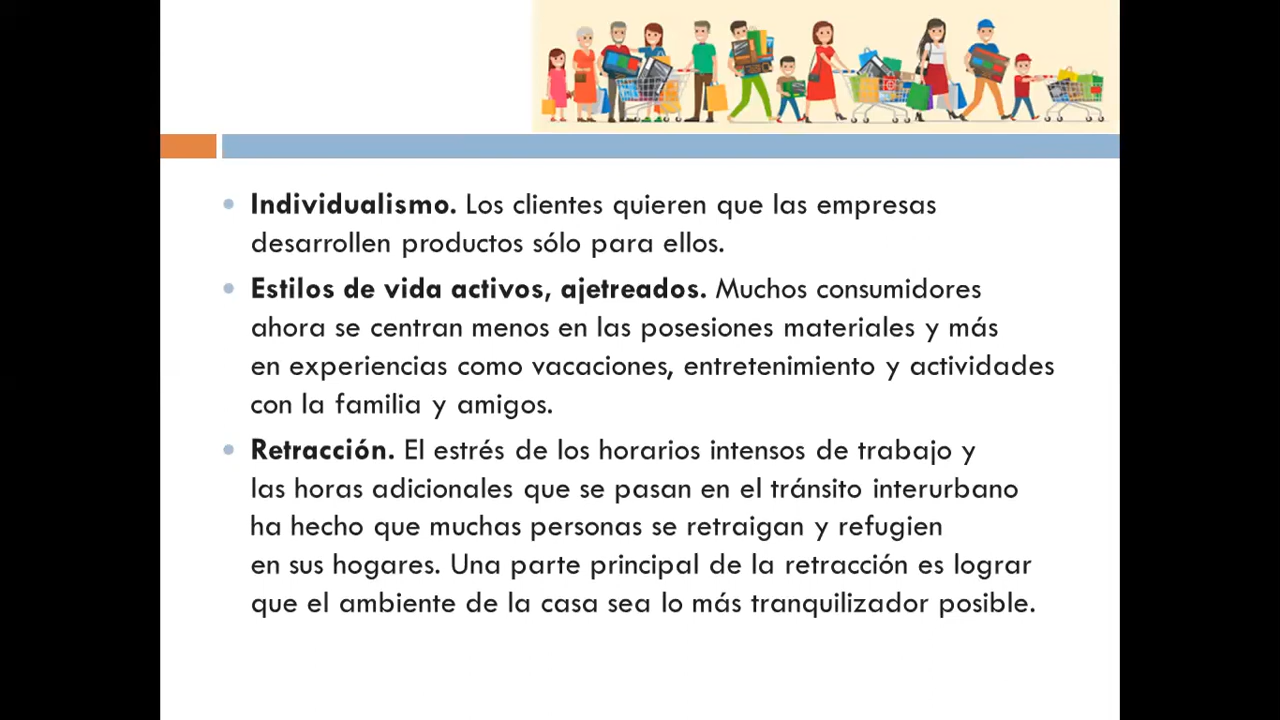 Individualismo. Los clientes quieren que las empresas
desarrollen productos sólo para ellos.
Estilos de vida activos, ajetreados. Muchos consumidores
ahora se centran menos en las posesiones materiales y más
en experiencias como vacaciones, entretenimiento y actividades
con la familia y amigos.
Retracción. El estrés de los horarios intensos de trabajo y
las horas adicionales que se pasan en el tránsito interurbano
ha hecho que muchas personas se retraigan y refugien
en sus hogares. Una parte principal de la retracción es lograr
que el ambiente de la casa sea lo más tranquilizador posible.